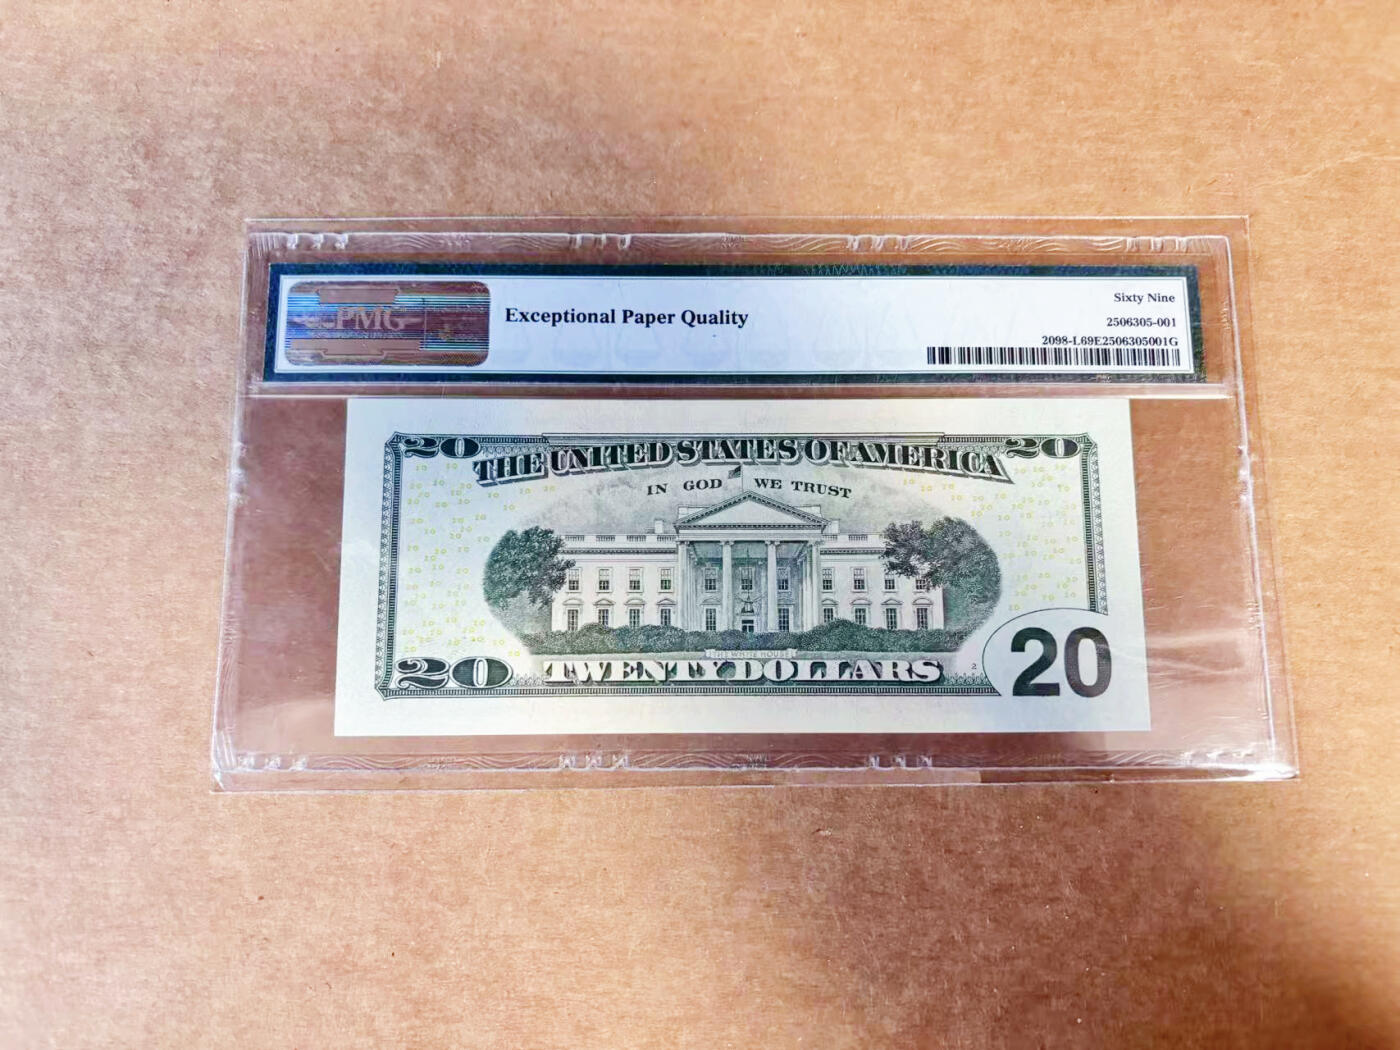 PMG
Exceptional Paper Quality
Sixty Nine
2506305-001
2098-L69E2506305001G
20
20
THE UNITED STATES OF AMERICA
IN GOD WE TRUST
THE WHITE HOUSE
20
TWENTY DOLLARS
2
20